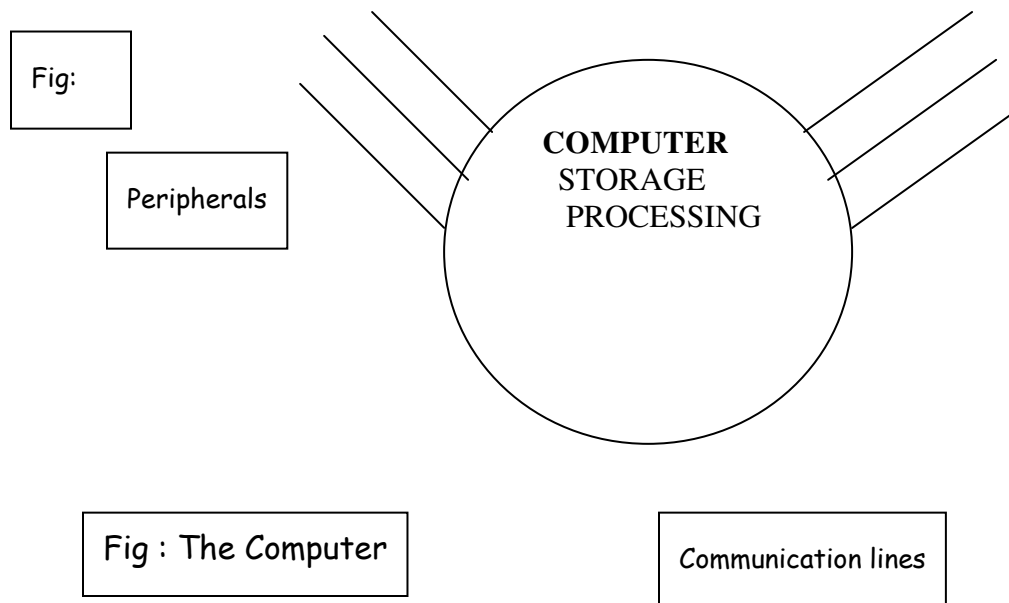 Fig:
Peripherals
COMPUTER
STORAGE
PROCESSING
Fig : The Computer
Communication lines